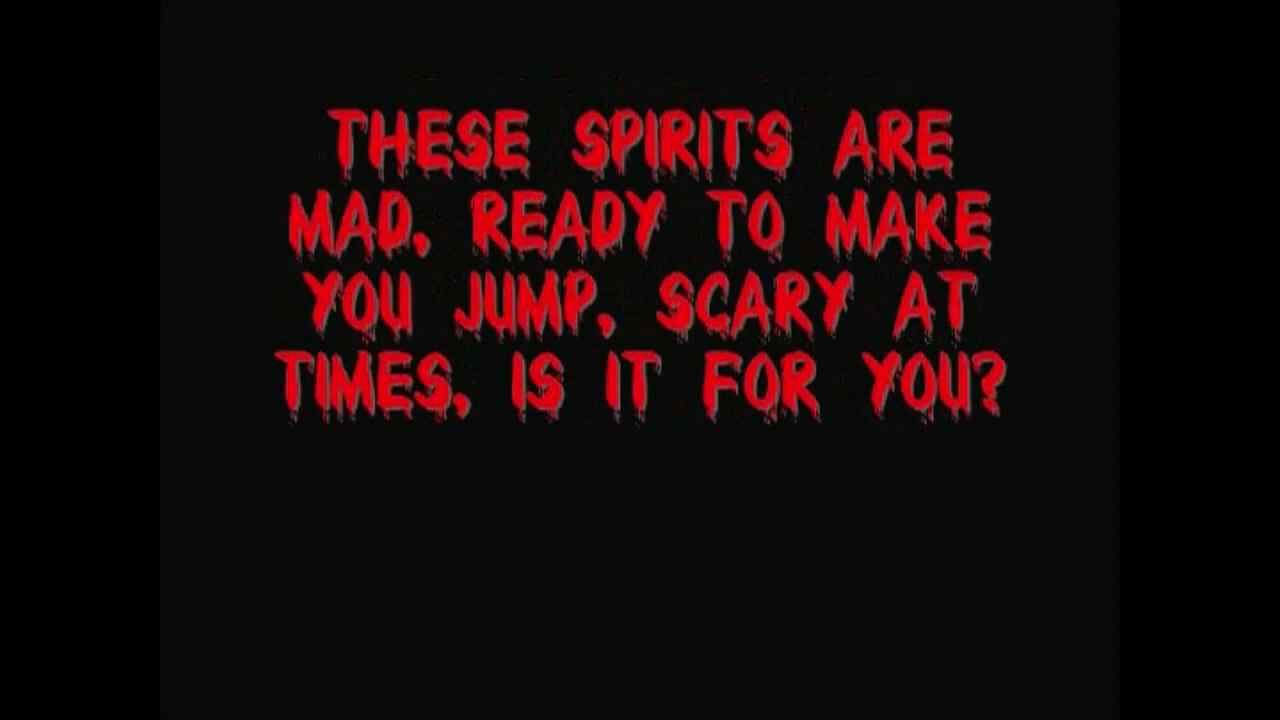 THESE SPIRITS ARE
MAD, READY TO MAKE
YOU JUMP, SCARY AT
TIMES, IS IT FOR YOU?